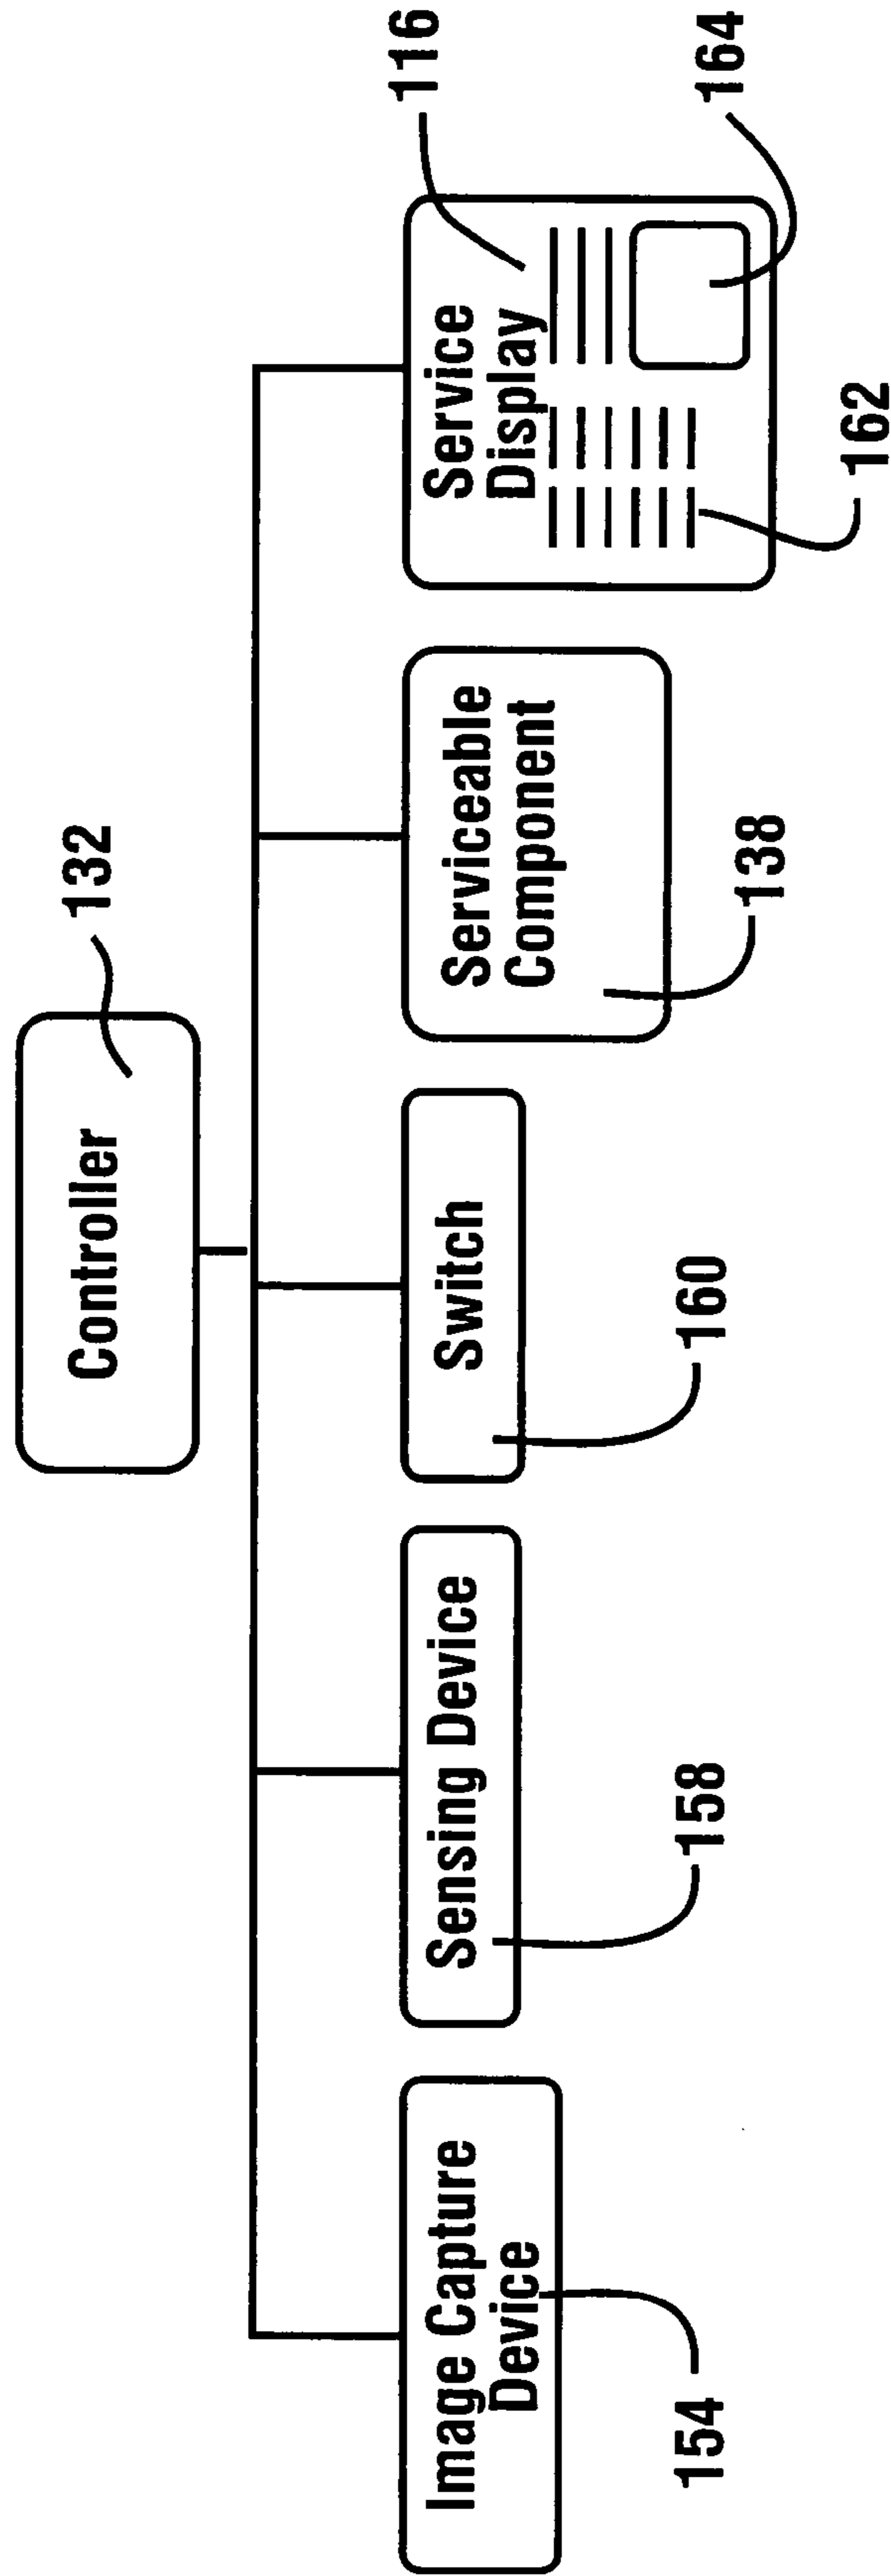 Controller
132
Image Capture
Device
154
Sensing Device
158
Switch
160
Serviceable
Component
138
Service
Display
116
162
164